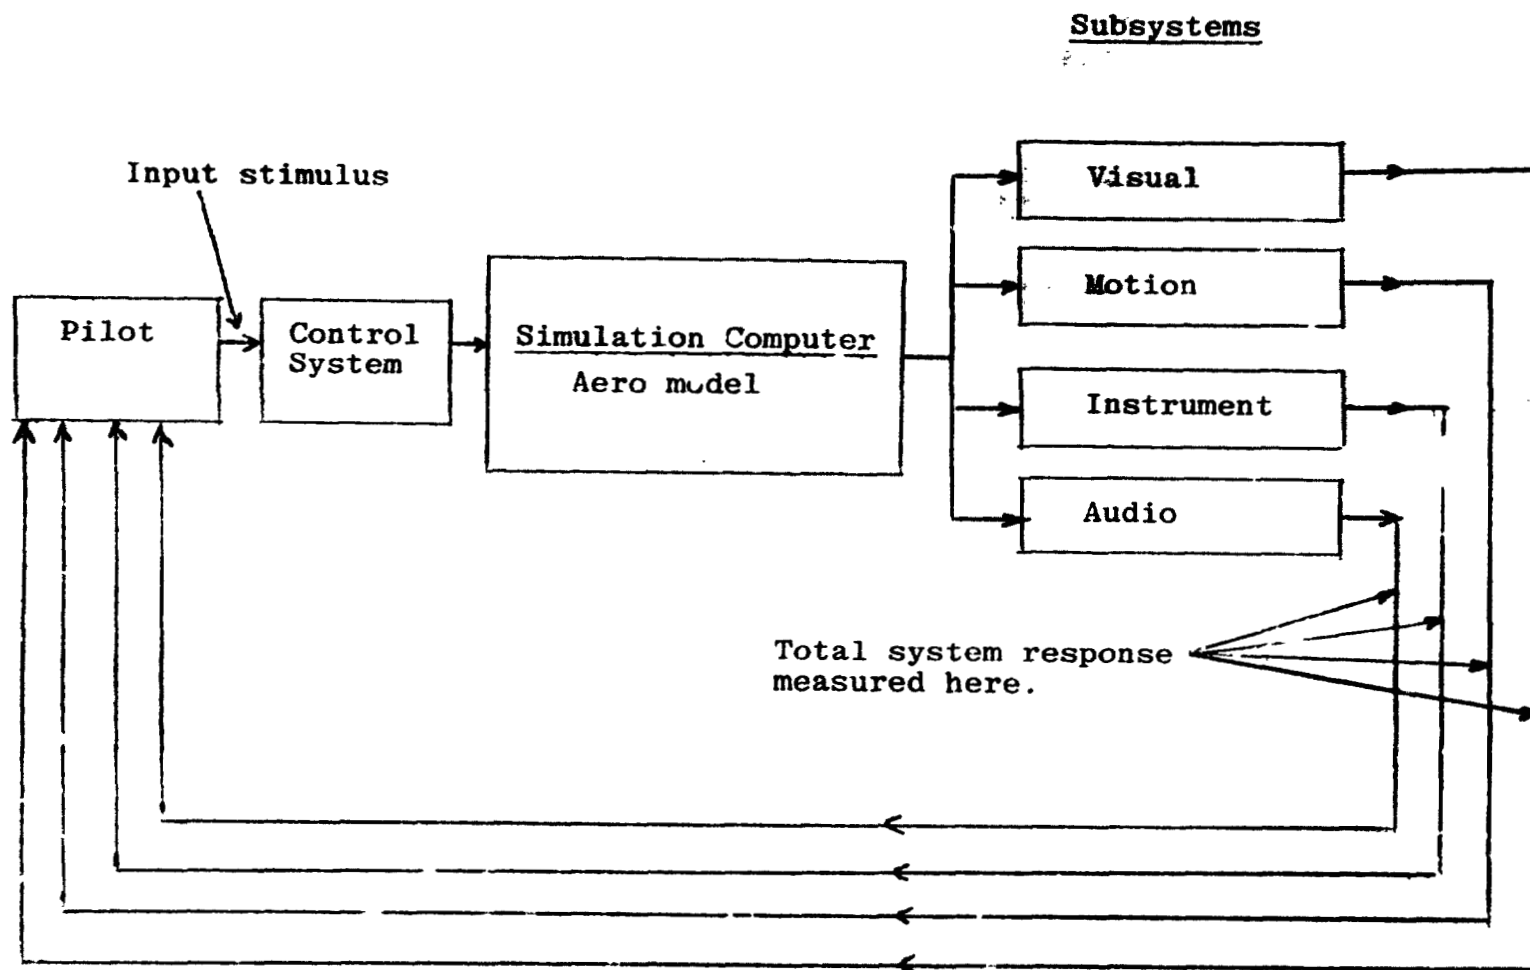 Subsystems
Input stimulus
Visual
Motion
Pilot
Control
System
Simulation Computer
Aero model
Instrument
Audio
Total system response
measured here.